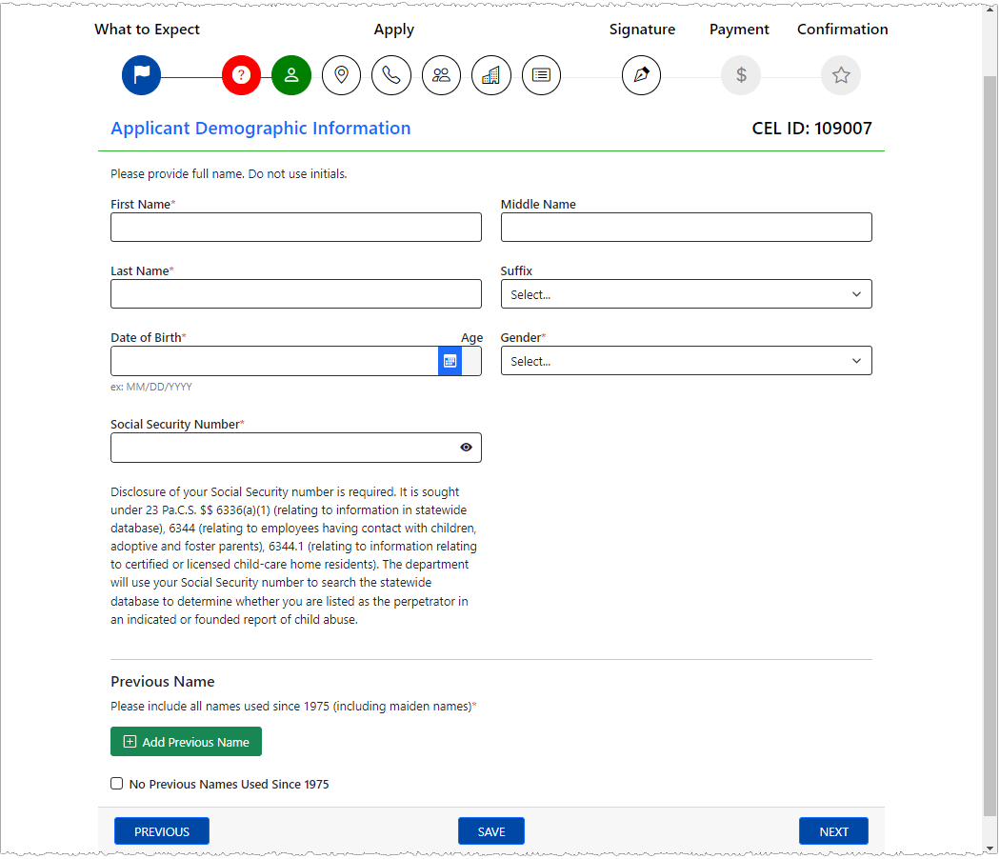 What to Expect Apply Signature Payment Confirmation
? $
Applicant Demographic Information CEL ID: 109007
Please provide full name. Do not use initials.
First Name* Middle Name
Last Name* Suffix
Select...
Date of Birth* Age Gender*
Select...
ex: MM/DD/YYYY
Social Security Number*
Disclosure of your Social Security number is required. It is sought
under 23 Pa.C.S. $$ 6336(a)(1) (relating to information in statewide
database), 6344 (relating to employees having contact with children,
adoptive and foster parents), 6344.1 (relating to information relating
to certified or licensed child-care home residents). The department
will use your Social Security number to search the statewide
database to determine whether you are listed as the perpetrator in
an indicated or founded report of child abuse.
Previous Name
Please include all names used since 1975 (including maiden names)*
Add Previous Name
No Previous Names Used Since 1975
PREVIOUS SAVE NEXT